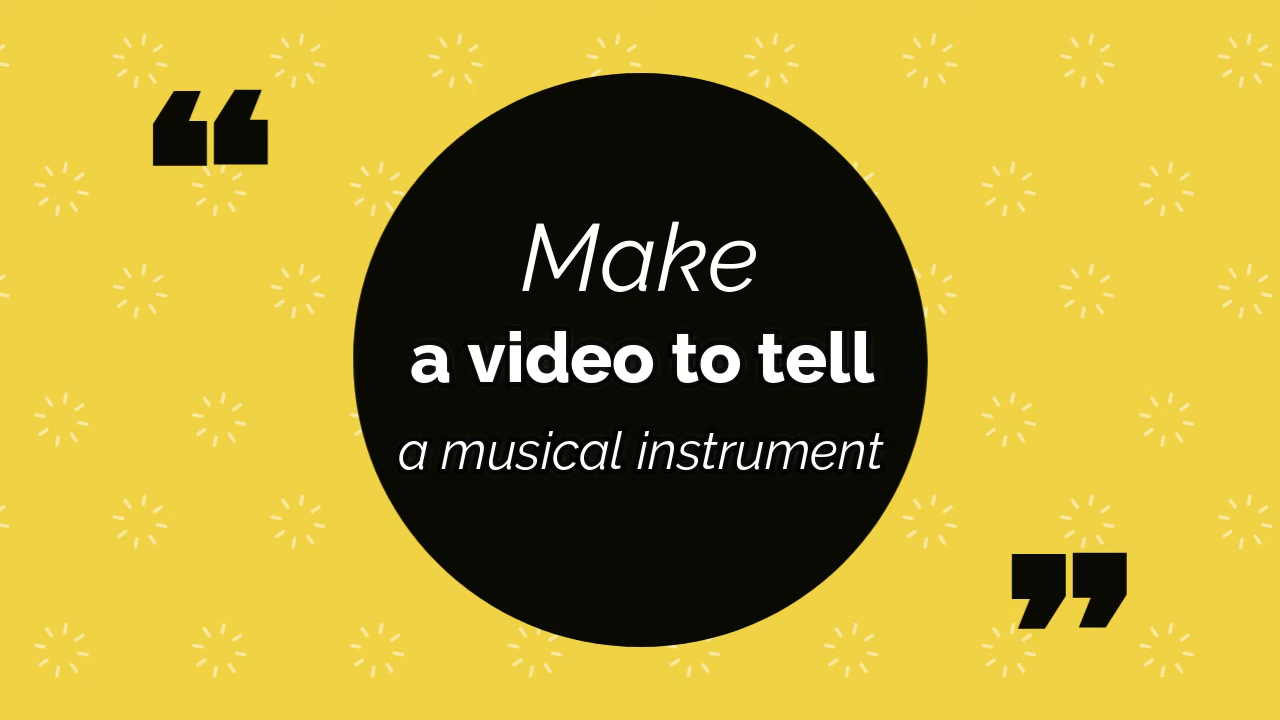 “
Make
a video to tell
a musical instrument
”